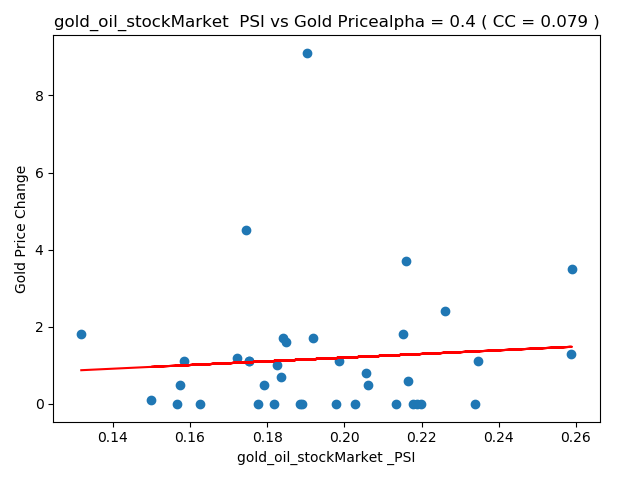 gold_oil_stockMarket  PSI vs Gold Pricealpha = 0.4 ( CC = 0.079 )
Gold Price Change
8
6
4
2
0
0.14 0.16 0.18 0.20 0.22 0.24 0.26
gold_oil_stockMarket _PSI